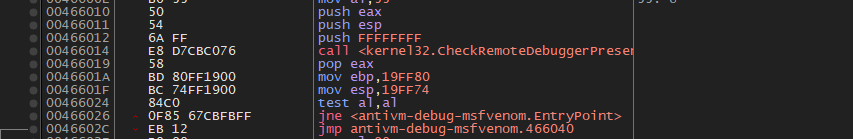 00466010 50 push eax
00466011 54 push esp
00466012 6A FF push FFFFFFFF
00466014 E8 D7CBC076 call <kernel32.CheckRemoteDebuggerPresen
00466019 58 pop eax
0046601A BD 80FF1900 mov ebp,19FF80
0046601F BC 74FF1900 mov esp,19FF74
00466024 84C0 test al,al
00466026 0F85 67CBFBFF jne <antivm-debug-msfvenom.EntryPoint>
0046602C EB 12 jmp antivm-debug-msfvenom.466040